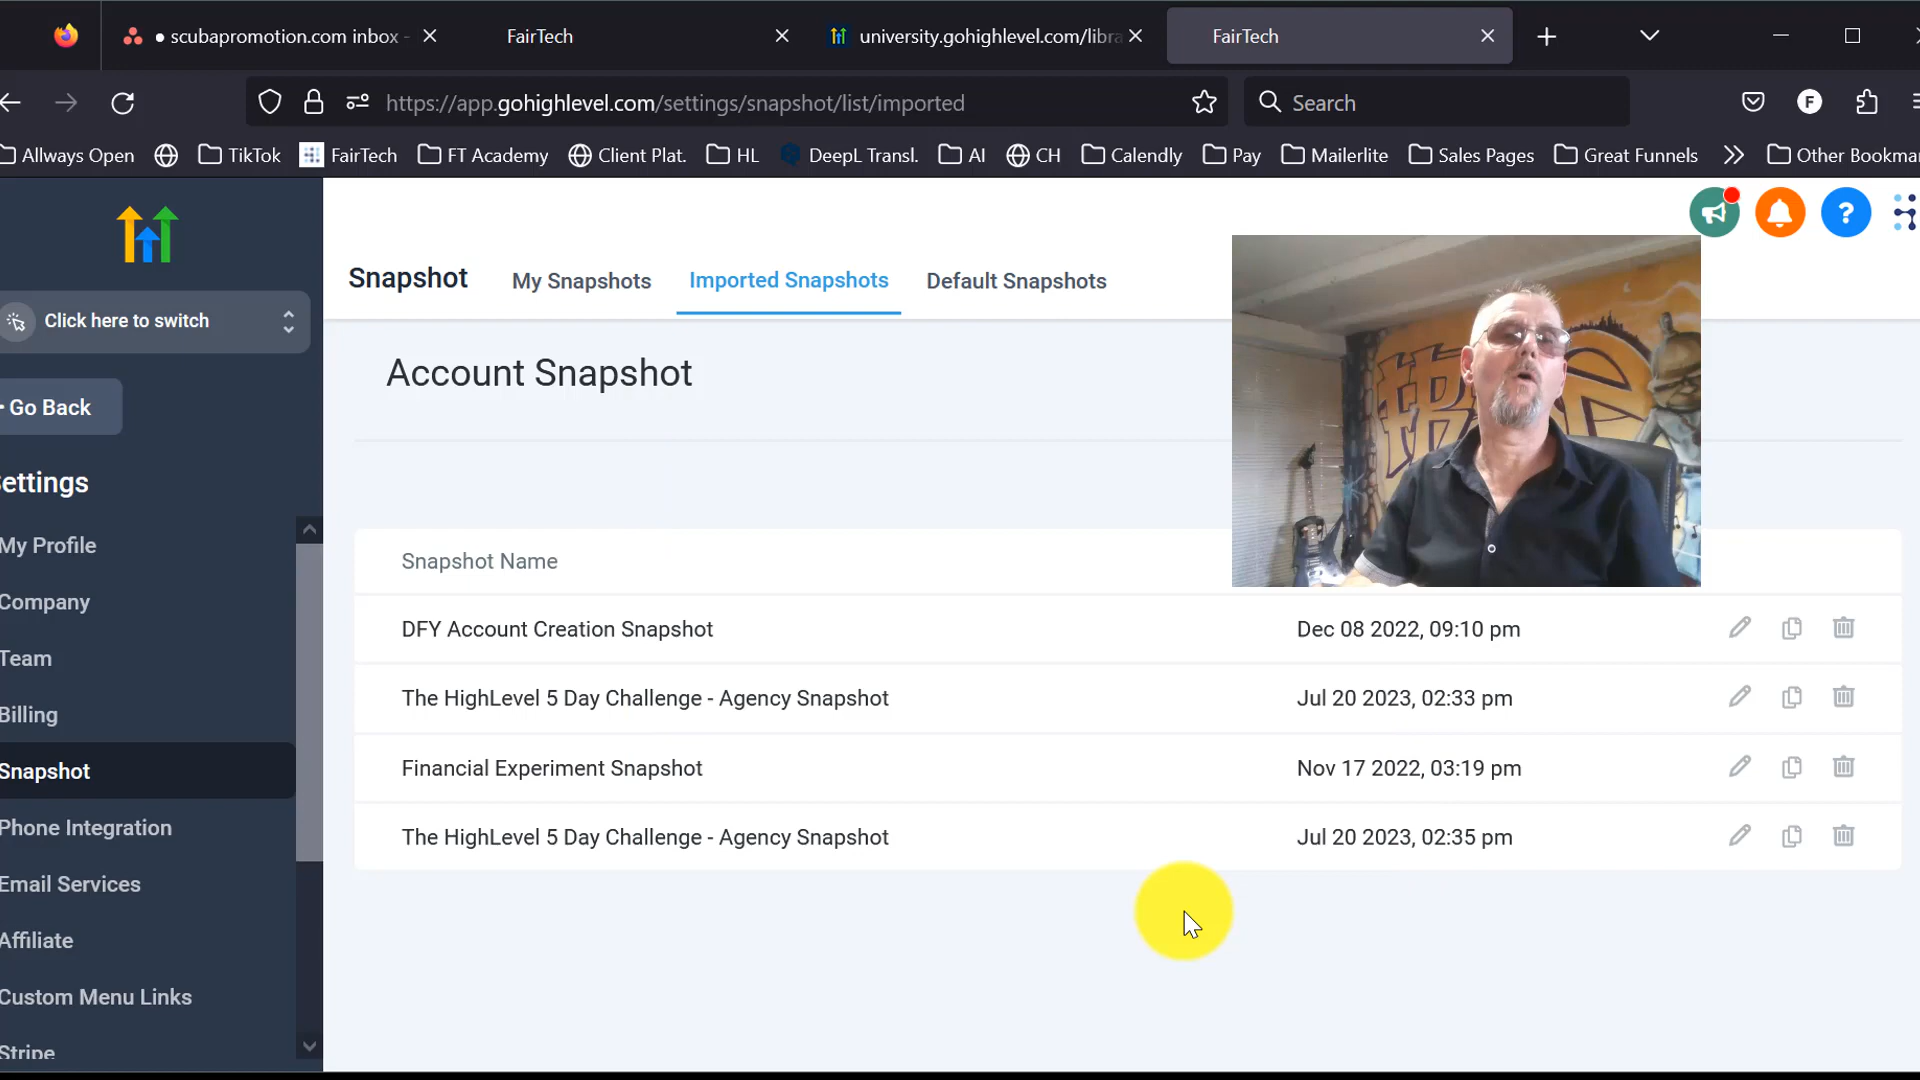 ● scubapromotion.com inbox -
FairTech
university.gohighlevel.com/libra
FairTech
https://app.gohighlevel.com/settings/snapshot/list/imported
Search
F
Allways Open
TikTok
FairTech
FT Academy
Client Plat.
HL
DeepL Transl.
AI
CH
Calendly
Pay
Mailerlite
Sales Pages
Great Funnels
Other Bookma
Click here to switch
Go Back
ettings
My Profile
Company
Team
Billing
Snapshot
Phone Integration
Email Services
Affiliate
Custom Menu Links
Stripe
?
Snapshot
My Snapshots
Imported Snapshots
Default Snapshots
Account Snapshot
Snapshot Name
DFY Account Creation Snapshot Dec 08 2022, 09:10 pm
The HighLevel 5 Day Challenge - Agency Snapshot Jul 20 2023, 02:33 pm
Financial Experiment Snapshot Nov 17 2022, 03:19 pm
The HighLevel 5 Day Challenge - Agency Snapshot Jul 20 2023, 02:35 pm